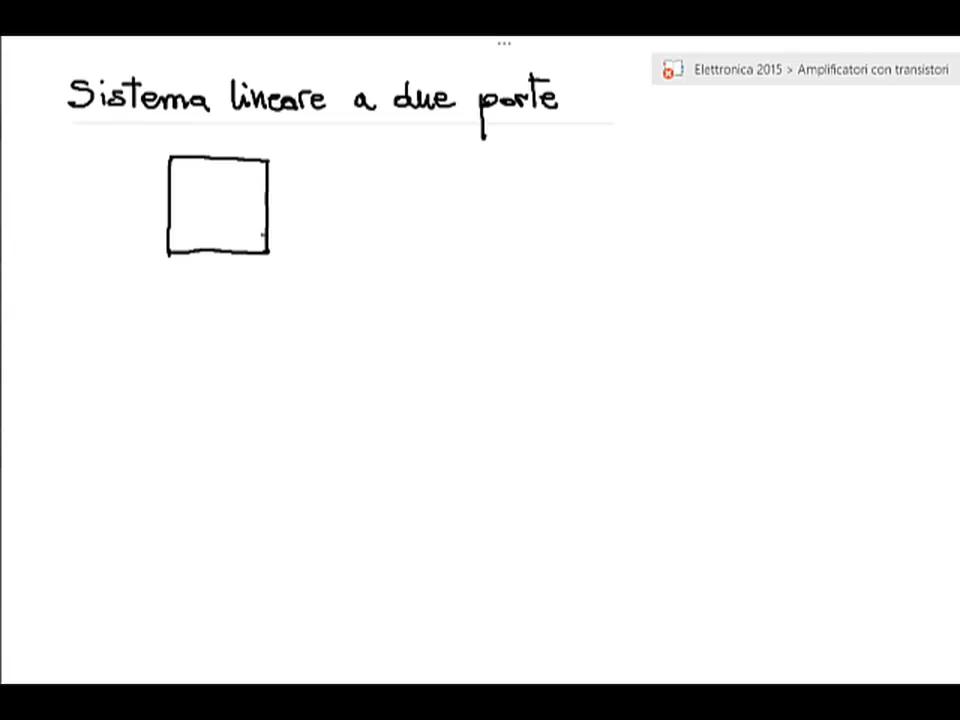 Sistema lineare a due porte
Elettronica 2015 > Amplificatori con transistori